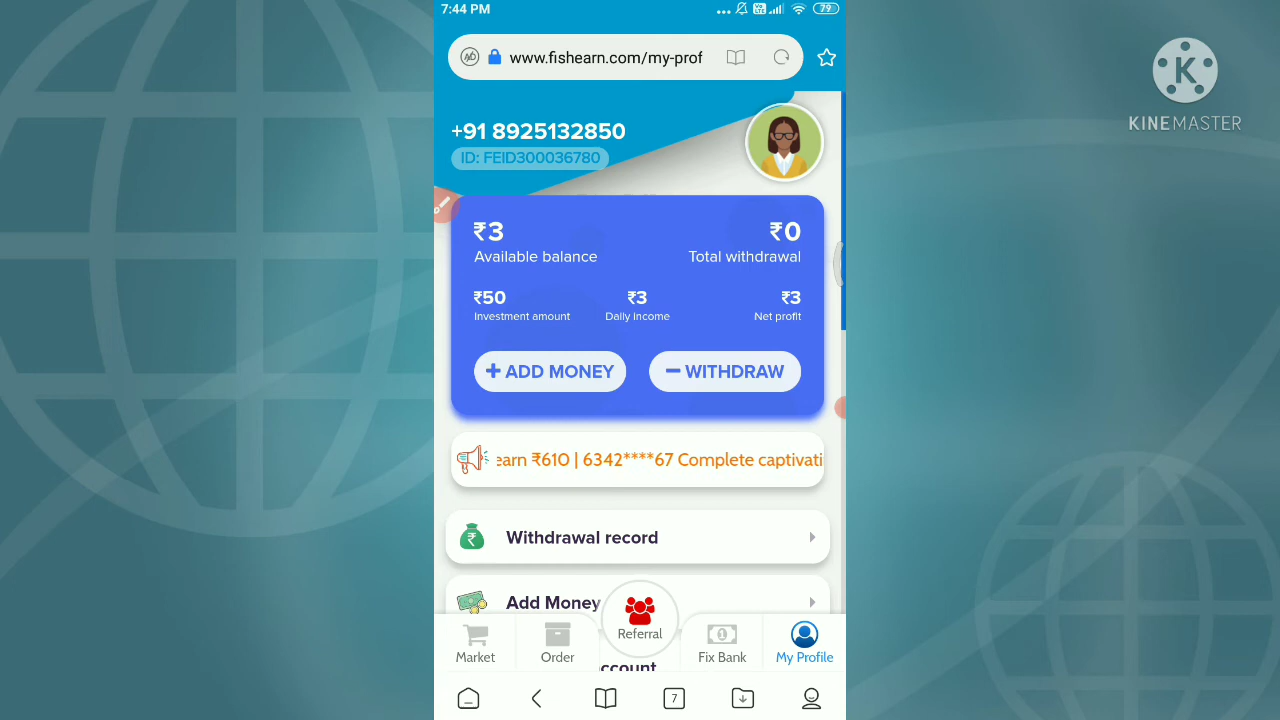 7:44 PM
79
www.fishearn.com/my-prof
KINEMASTER
+91 8925132850
ID: FEID300036780
₹3
₹0
Available balance
Total withdrawal
₹50
₹3
₹3
Investment amount
Daily income
Net profit
+ ADD MONEY
− WITHDRAW
earn ₹610 | 6342****67 Complete captivati
Withdrawal record
Add Money
Referral
ccount
Market
Order
Fix Bank
My Profile
7